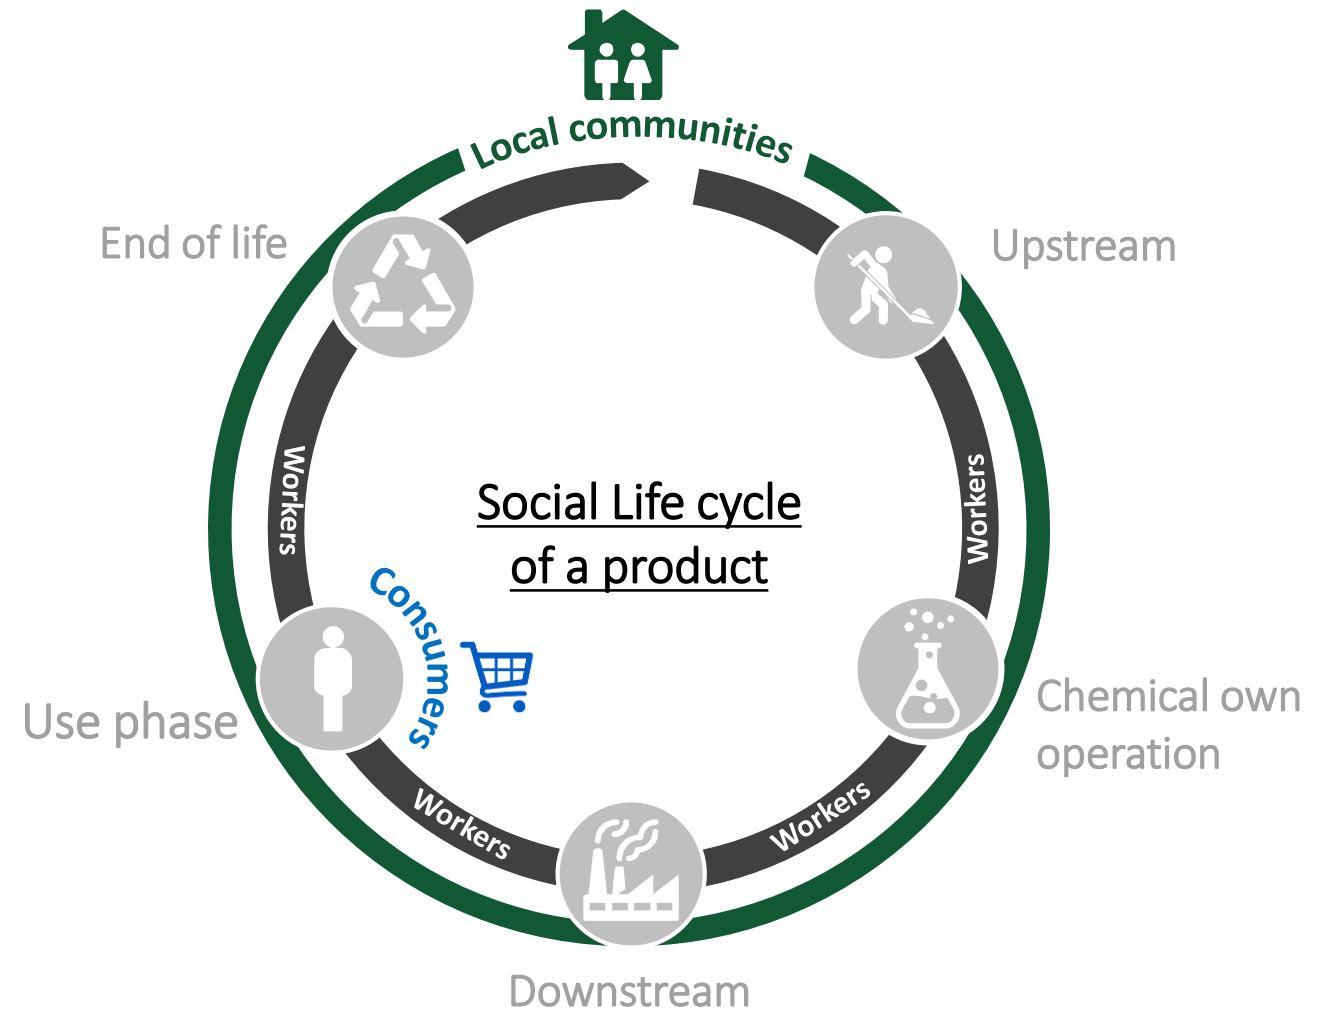 Local communities
End of life
Upstream
Workers
Workers
Social Life cycle
of a product
Consumers
Use phase
Chemical own
operation
Workers
Workers
Downstream